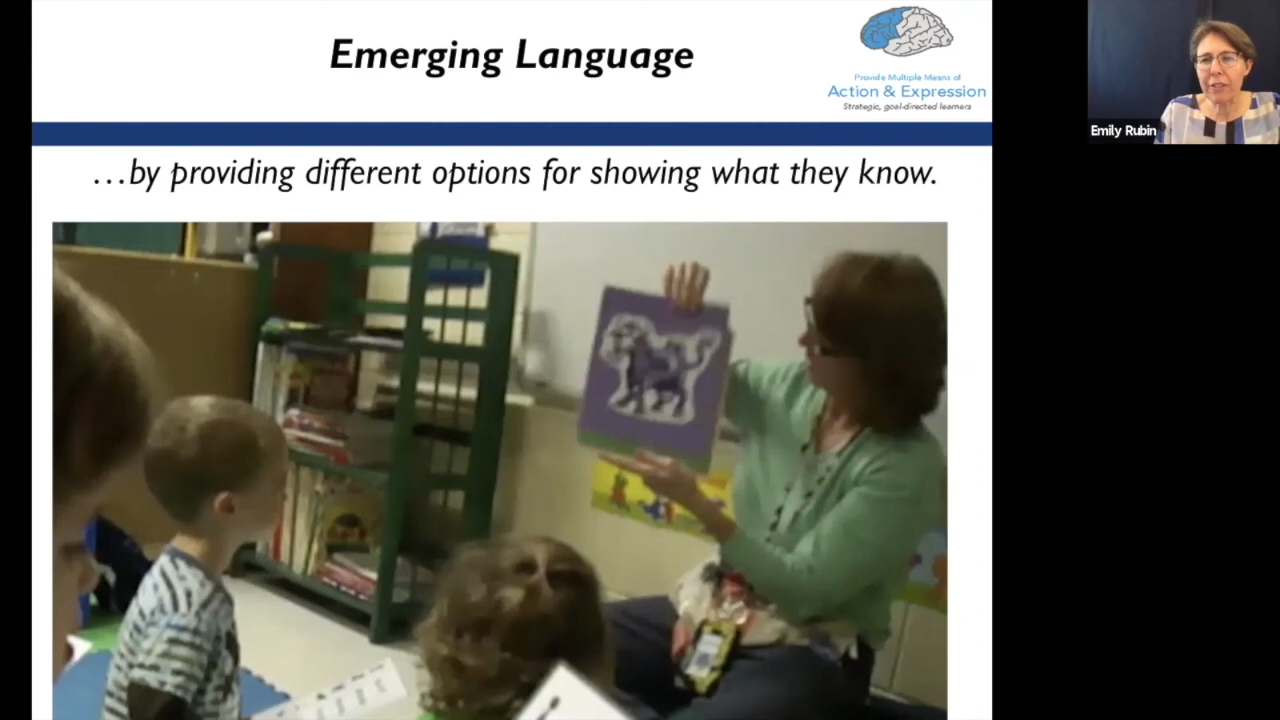 Emerging Language
Provide Multiple Means of
Action & Expression
Strategic, goal-directed learners
Emily Rubin
…by providing different options for showing what they know.